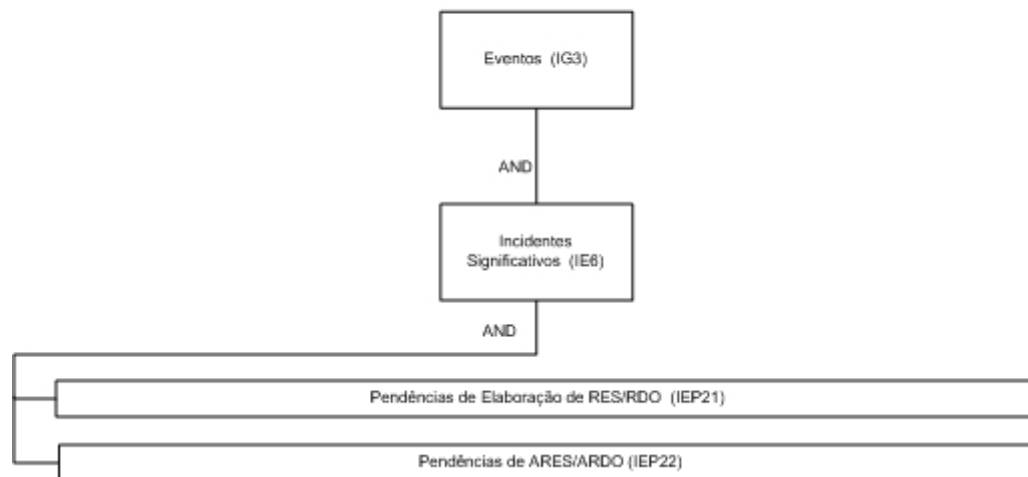 Eventos (IG3)
AND
Incidentes
Significativos (IE6)
AND
Pendências de Elaboração de RES/RDO (IEP21)
Pendências de ARES/ARDO (IEP22)